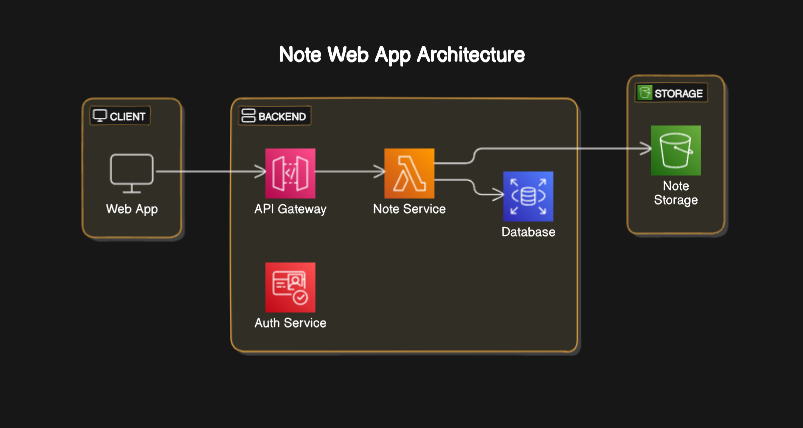 Note Web App Architecture
CLIENT
Web App
BACKEND
API Gateway
Note Service
Database
Auth Service
STORAGE
Note
Storage